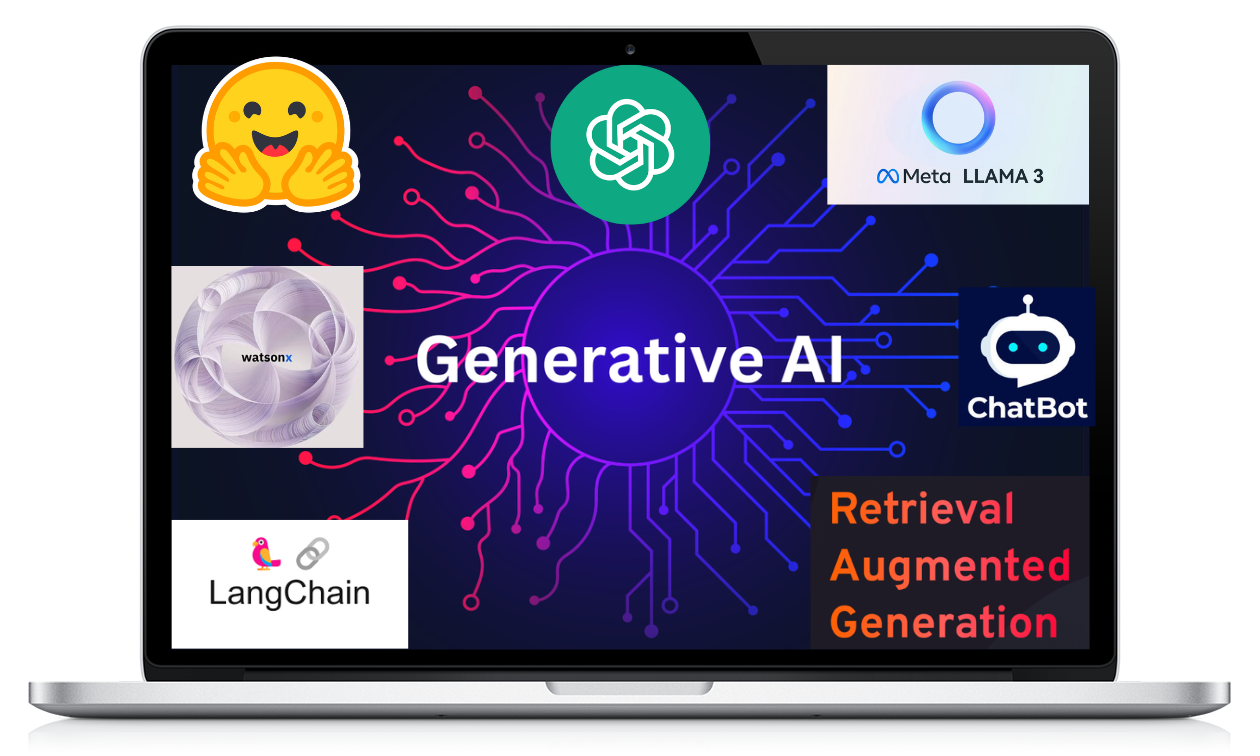 Meta LLAMA 3
watsonx
Generative AI
ChatBot
LangChain
Retrieval
Augmented
Generation